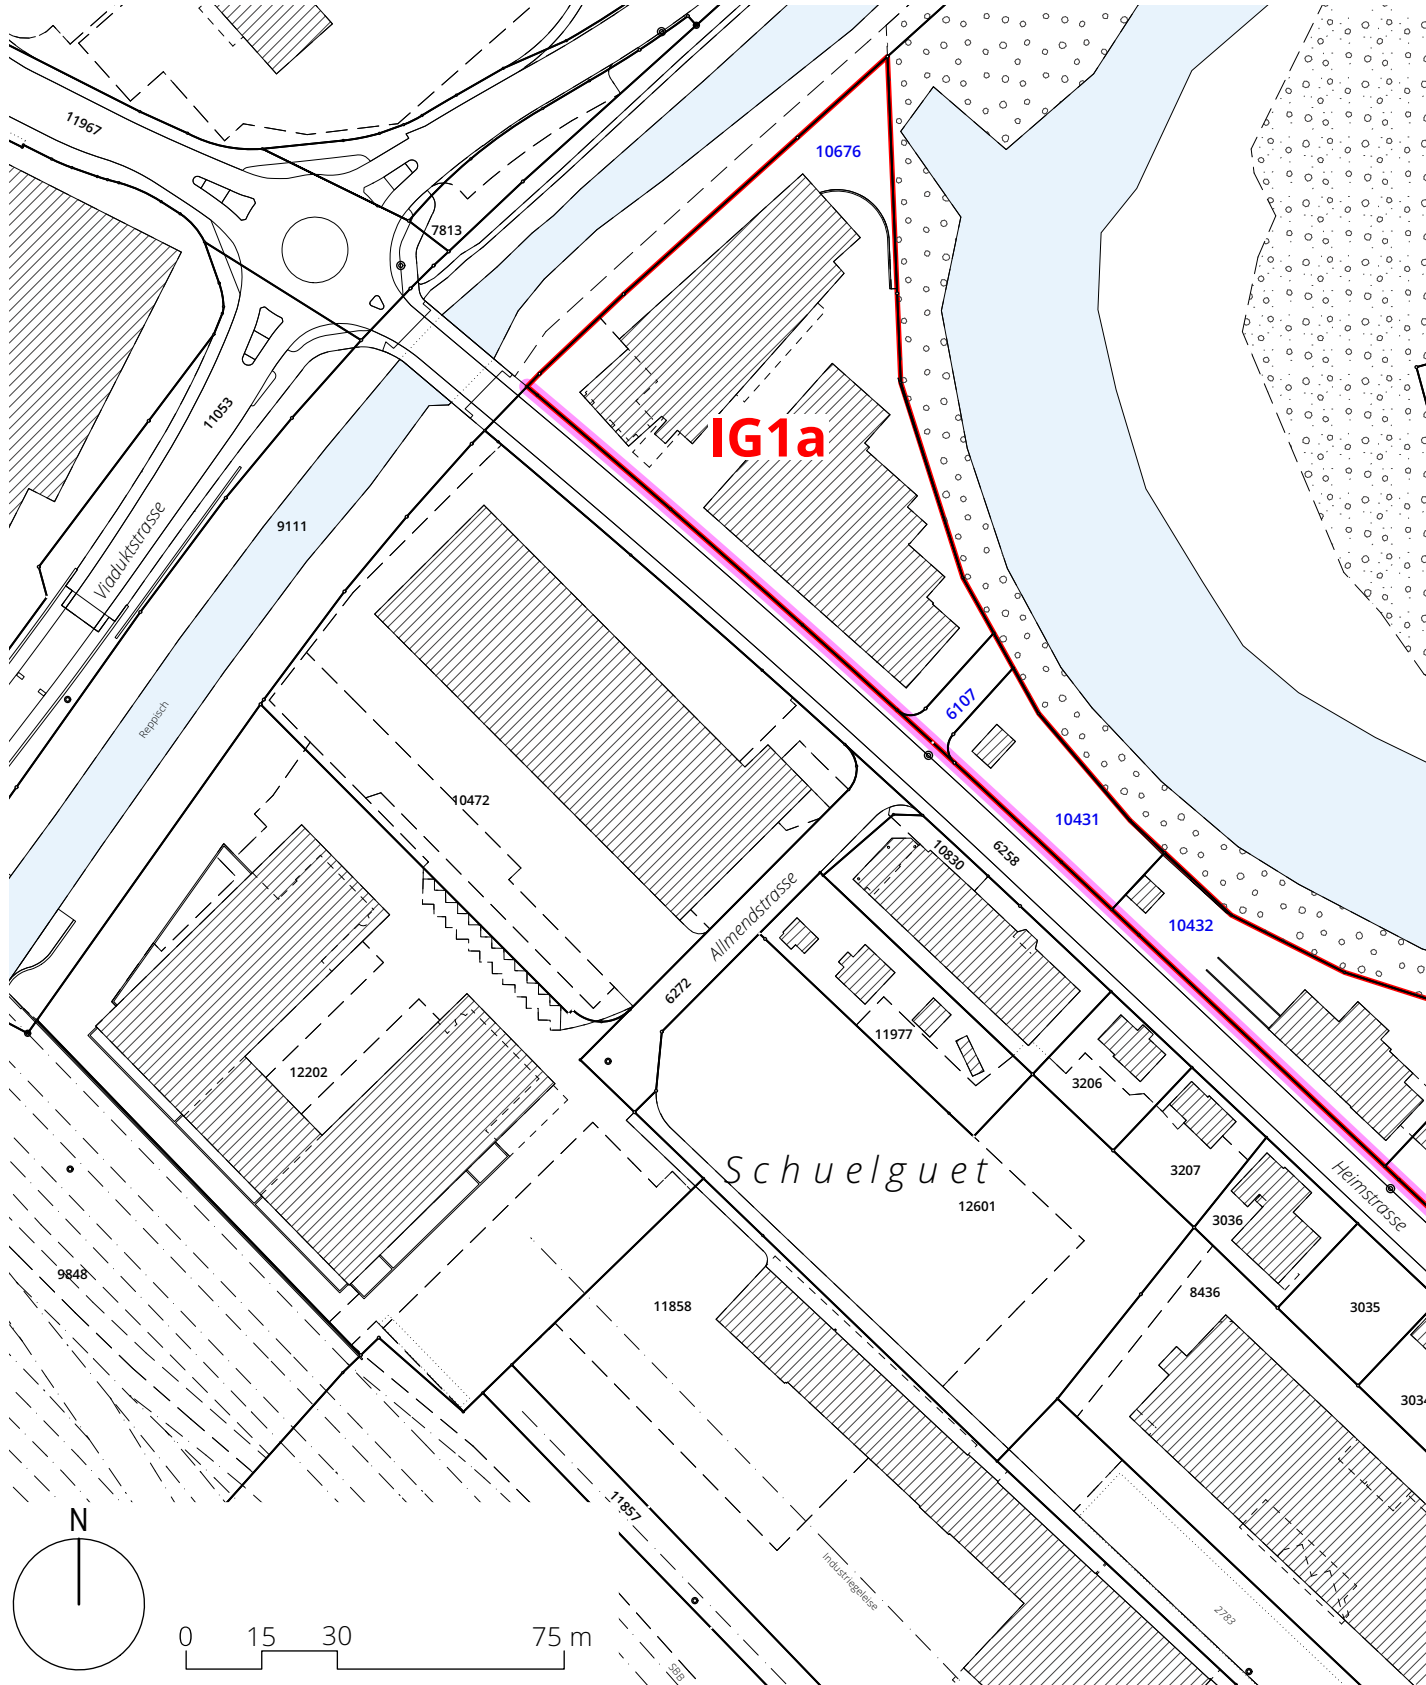 11967
10676
7813
11053
IG1a
Viaduktstrasse
9111
Reppisch
6107
10472
10431
6258
10830
Allmendstrasse
10432
6272
11977
12202
3206
Schuelguet
3207
12601
3036
Heimstrasse
9848
11858
8436
3035
3034
11857
N
Industriegeleise
2783
0 15 30 75 m
SBB